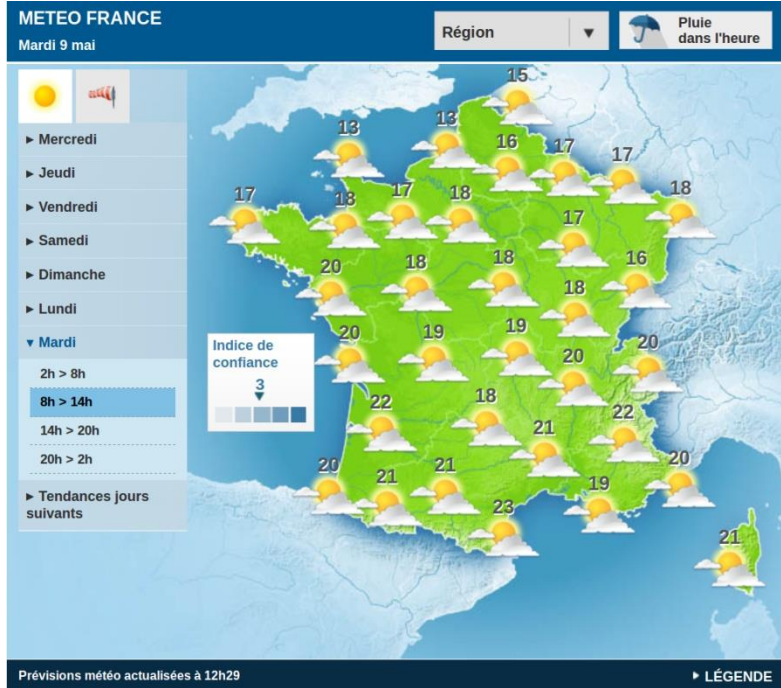 METEO FRANCE
Mardi 9 mai
Région ▼
Pluie
dans l'heure
► Mercredi
► Jeudi
► Vendredi
► Samedi
► Dimanche
► Lundi
▼ Mardi
2h > 8h
8h > 14h
14h > 20h
20h > 2h
► Tendances jours
suivants
Indice de
confiance
3
15
13 13
16 17 17
17 18 17 18 18
17
20 18 18 16
18
20 19 19 20
20
22 18 22
21
20 21 21 20
19
23
21
Prévisions météo actualisées à 12h29
► LÉGENDE